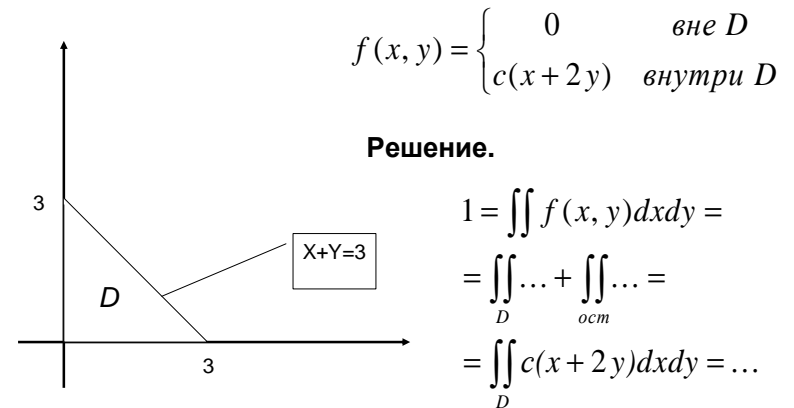 f(x, y) = { 0 вне D
c(x + 2y) внутри D
Решение.
3
X+Y=3
D
3
1 = ∬ f(x, y)dxdy =
= ∬_D … + ∬_ост … =
= ∬_D c(x + 2y)dxdy = …